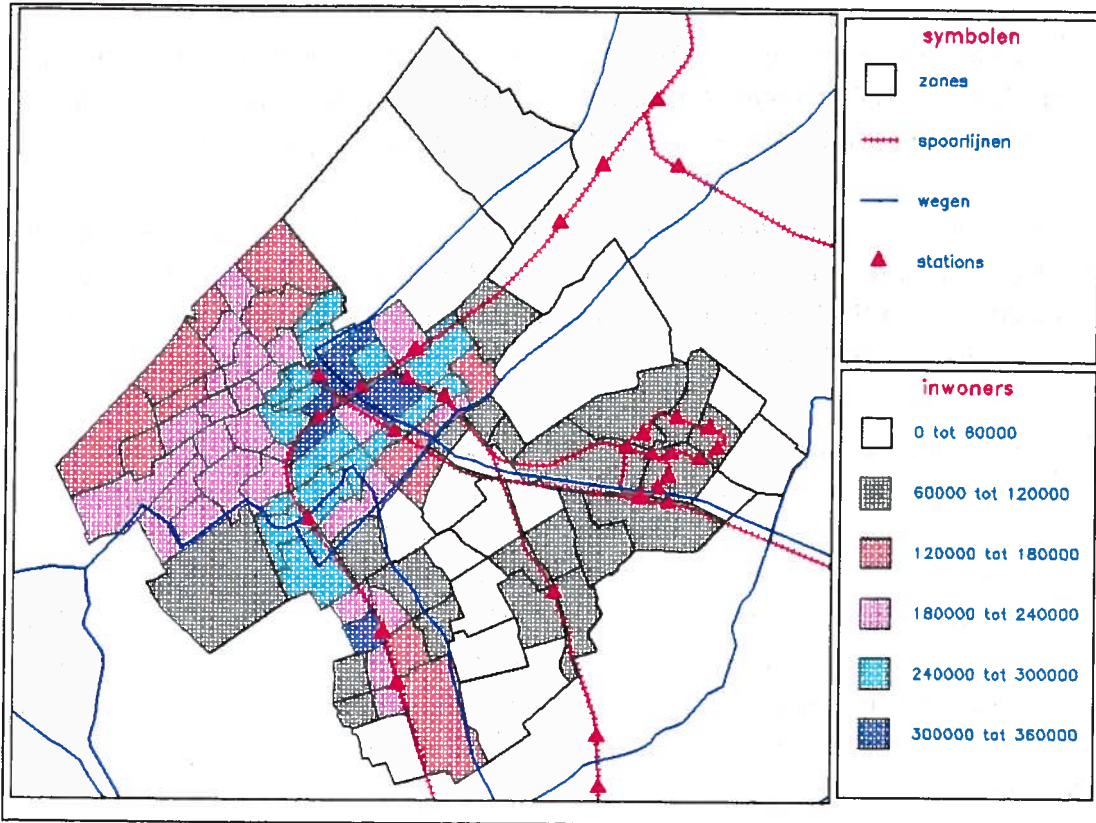 symbolen
zones
spoorlijnen
wegen
stations
inwoners
0 tot 60000
60000 tot 120000
120000 tot 180000
180000 tot 240000
240000 tot 300000
300000 tot 360000